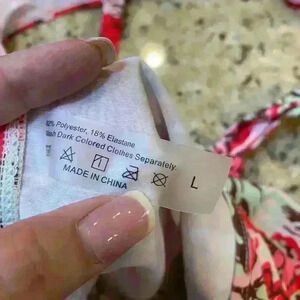 Polyester, 18% Elastane
Dark Colored Clothes Separately.
MADE IN CHINA
L